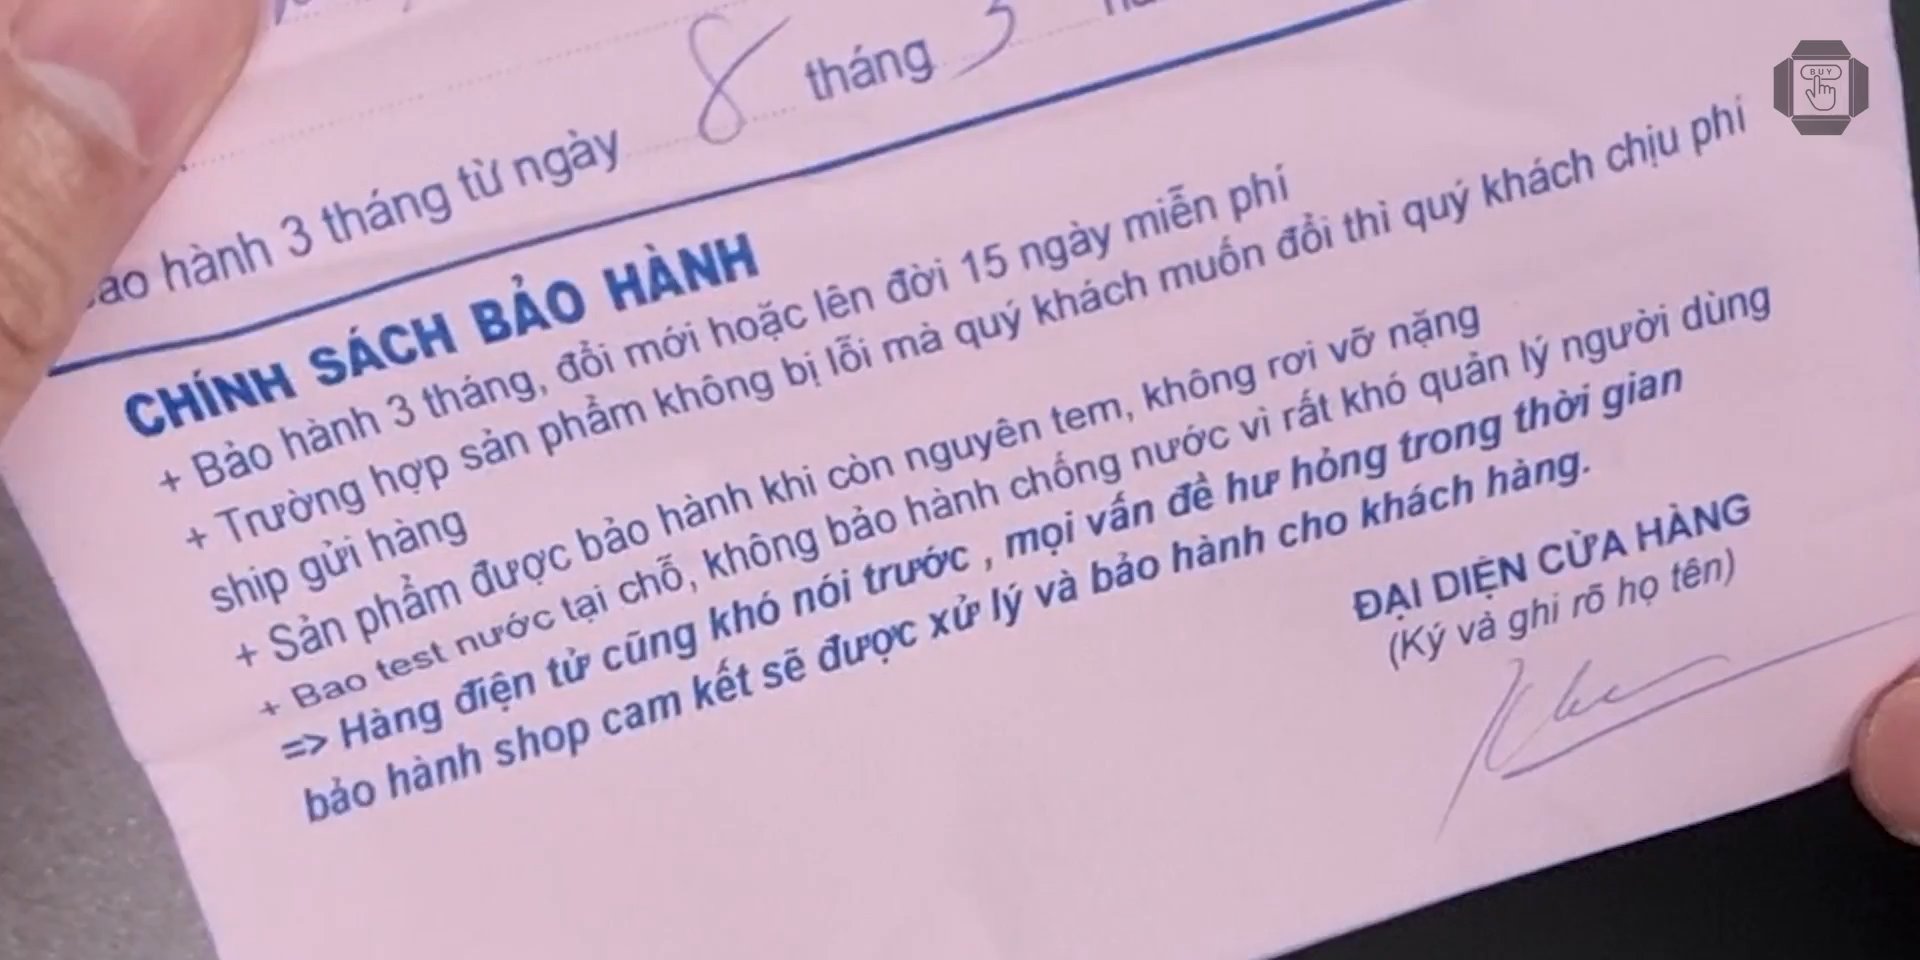 hành 3 tháng từ ngày 8 tháng
CHÍNH SÁCH BẢO HÀNH
+ Bảo hành 3 tháng, đổi mới hoặc lên đời 15 ngày miễn phí
+ Trường hợp sản phẩm không bị lỗi mà quý khách muốn đổi thì quý khách chịu phí
ship gửi hàng
+ Sản phẩm được bảo hành khi còn nguyên tem, không rơi vỡ nặng
+ Bao test nước tại chỗ, không bảo hành chống nước vì rất khó quản lý người dùng
=> Hàng điện tử cũng khó nói trước , mọi vấn đề hư hỏng trong thời gian
bảo hành shop cam kết sẽ được xử lý và bảo hành cho khách hàng.
ĐẠI DIỆN CỬA HÀNG
(Ký và ghi rõ họ tên)
BUY